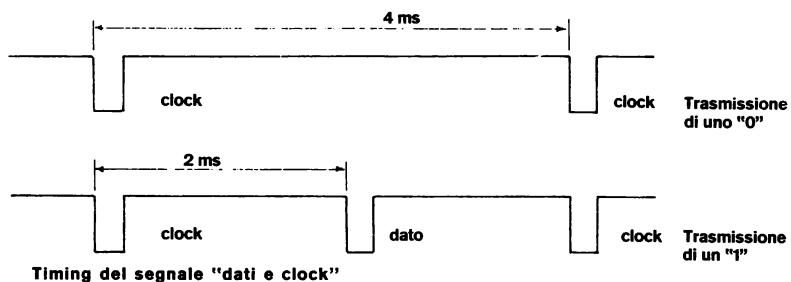 4 ms
clock
clock
Trasmissione
di uno "0"
2 ms
clock
dato
clock
Trasmissione
di un "1"
Timing del segnale "dati e clock"